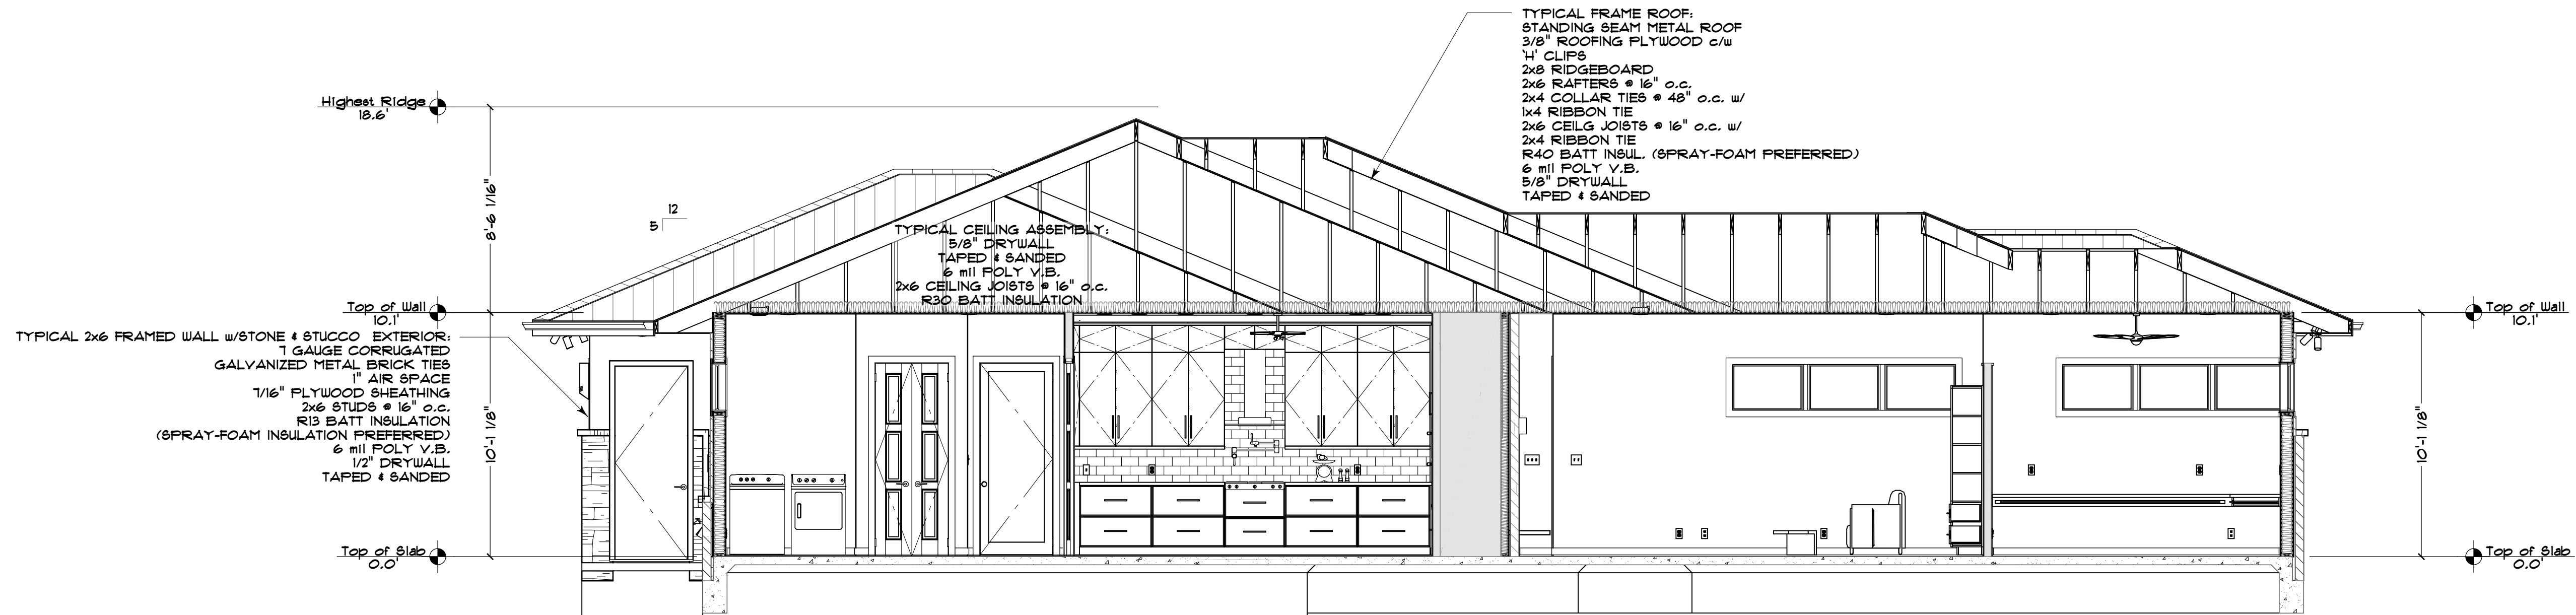 TYPICAL FRAME ROOF:
STANDING SEAM METAL ROOF
3/8" ROOFING PLYWOOD c/w
'H' CLIPS
2x8 RIDGEBOARD
2x6 RAFTERS @ 16" o.c.
2x4 COLLAR TIES @ 48" o.c. w/
1x4 RIBBON TIE
2x6 CEILG JOISTS @ 16" o.c. w/
2x4 RIBBON TIE
R40 BATT INSUL. (SPRAY-FOAM PREFERRED)
6 mil POLY V.B.
5/8" DRYWALL
TAPED & SANDED
Highest Ridge
18.6'
8'-6 1/16"
12
5
TYPICAL CEILING ASSEMBLY:
5/8" DRYWALL
TAPED & SANDED
6 mil POLY V.B.
2x6 CEILING JOISTS @ 16" o.c.
R30 BATT INSULATION
Top of Wall
10.1'
Top of Wall
10.1'
TYPICAL 2x6 FRAMED WALL w/STONE & STUCCO EXTERIOR:
7 GAUGE CORRUGATED
GALVANIZED METAL BRICK TIES
1" AIR SPACE
7/16" PLYWOOD SHEATHING
2x6 STUDS @ 16" o.c.
R13 BATT INSULATION
(SPRAY-FOAM INSULATION PREFERRED)
6 mil POLY V.B.
1/2" DRYWALL
TAPED & SANDED
10'-1 1/8"
10'-1 1/8"
Top of Slab
0.0'
Top of Slab
0.0'